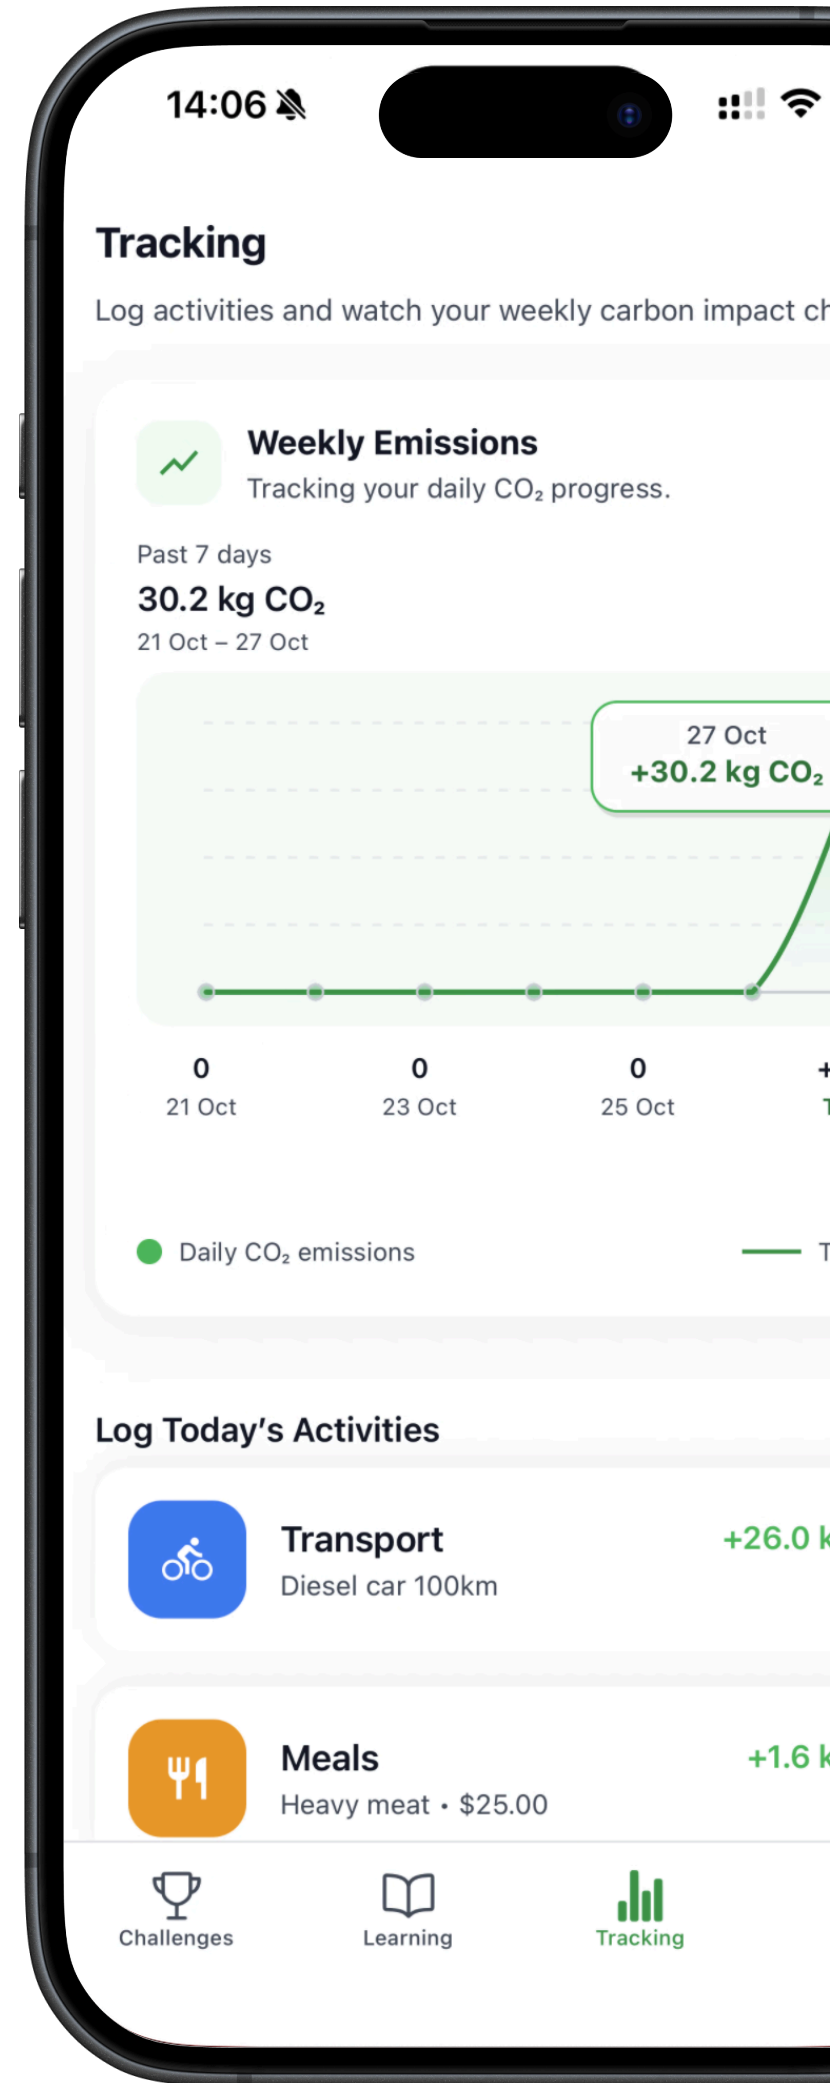 14:06
Tracking
Log activities and watch your weekly carbon impact ch
Weekly Emissions
Tracking your daily CO₂ progress.
Past 7 days
30.2 kg CO₂
21 Oct – 27 Oct
27 Oct
+30.2 kg CO₂
0 0 0 +
21 Oct 23 Oct 25 Oct T
Daily CO₂ emissions T
Log Today’s Activities
Transport +26.0 k
Diesel car 100km
Meals +1.6 k
Heavy meat • $25.00
Challenges Learning Tracking